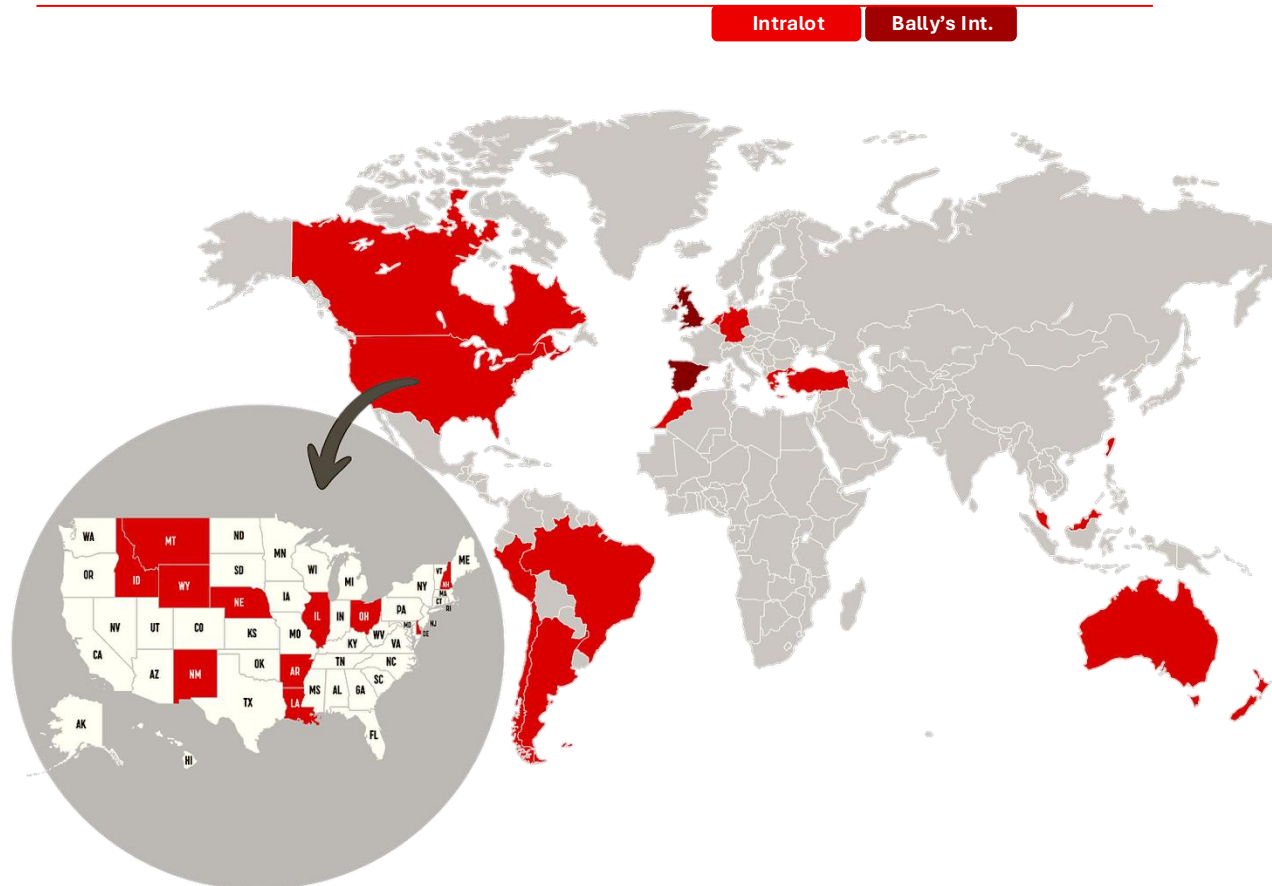 Intralot
Bally's Int.
WA
MT
ND
MN
ME
VT
NH
OR
ID
SD
WI
MI
NY
MA
CT
RI
WY
IA
NE
PA
NJ
IL
IN
OH
MD
DE
NV
UT
CO
KS
MO
WV
VA
KY
CA
NC
TN
OK
AR
AZ
NM
SC
MS
AL
GA
TX
LA
FL
AK
HI